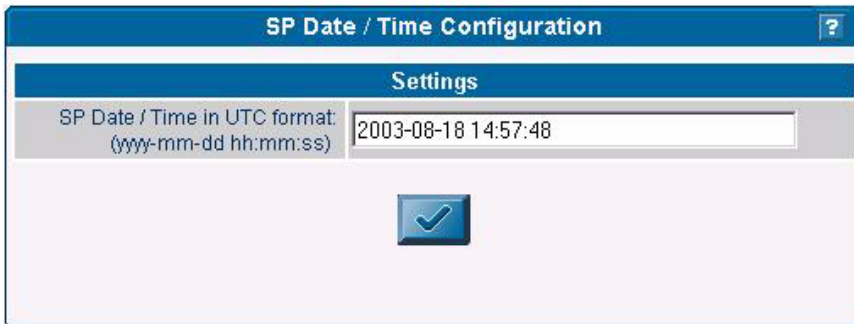 SP Date / Time Configuration
?
Settings
SP Date / Time in UTC format:
(yyy-mm-dd hh:mm:ss)
2003-08-18 14:57:48